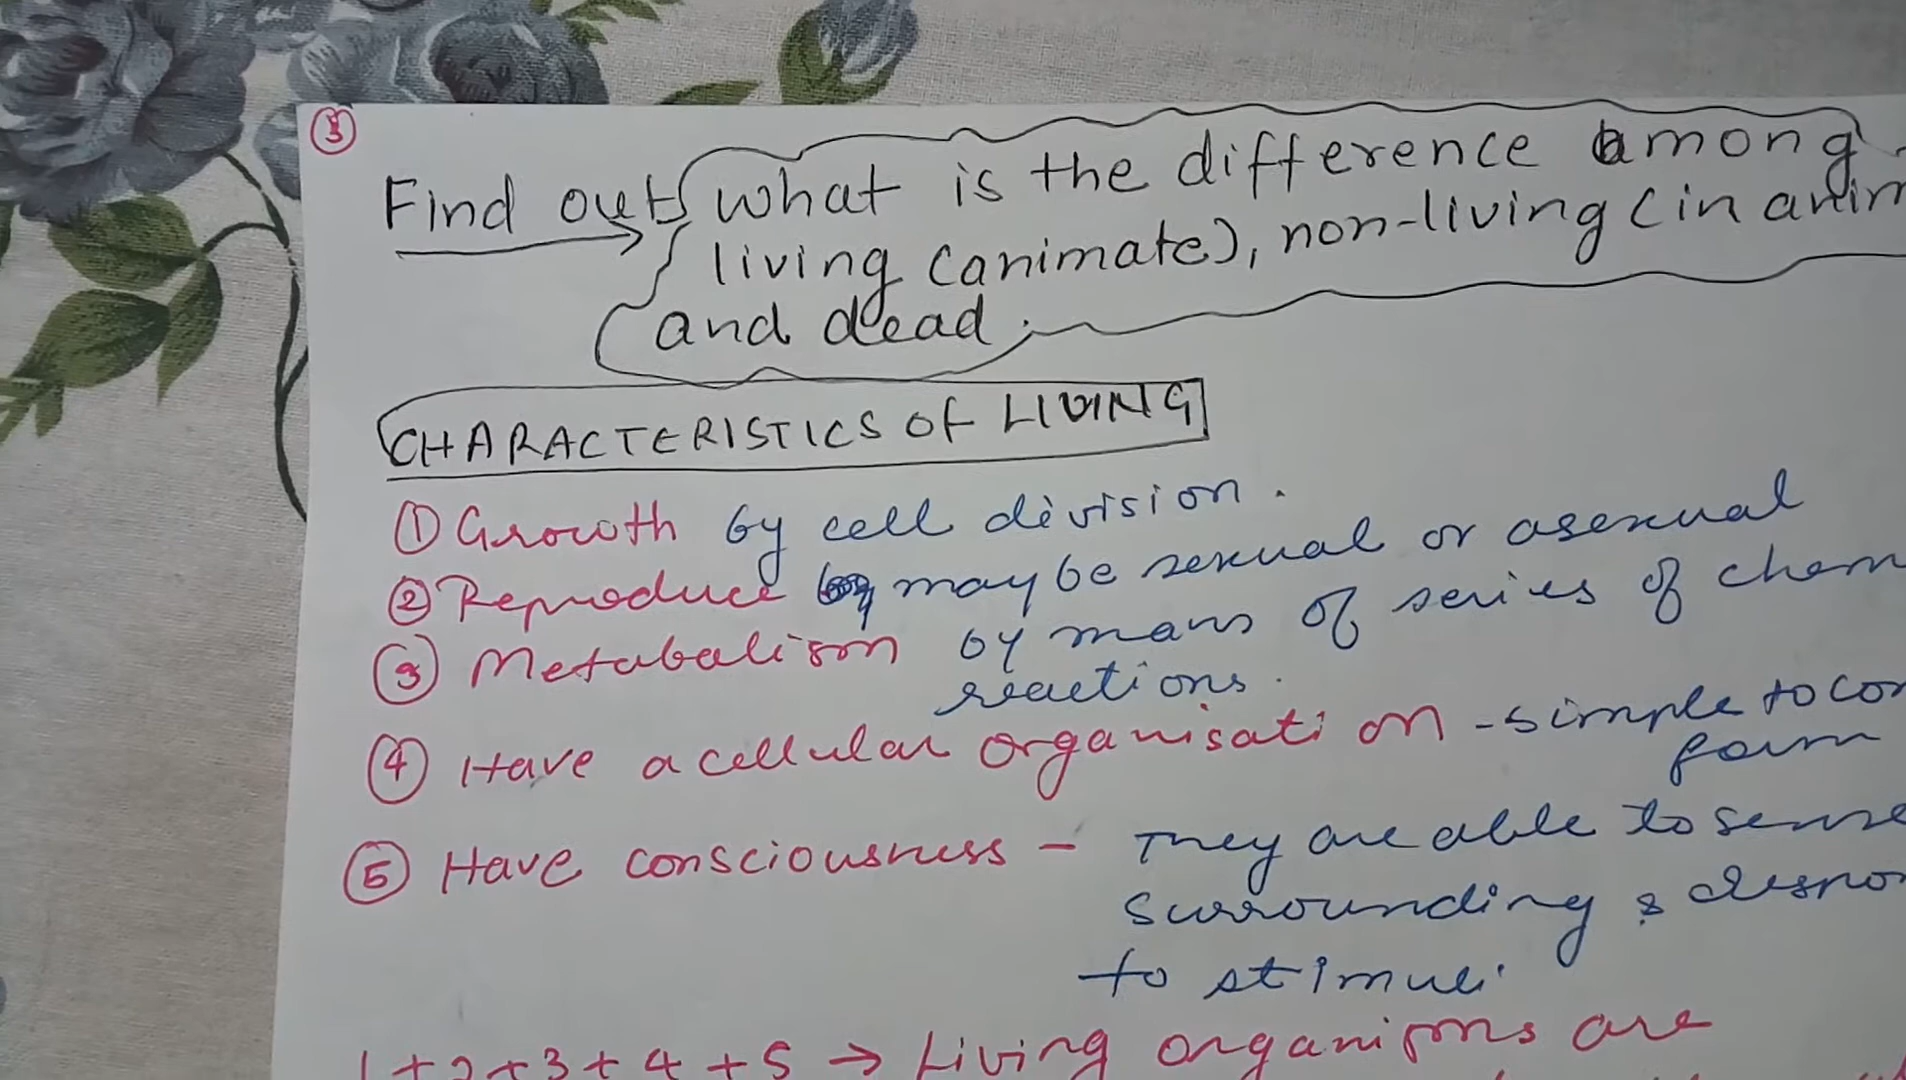 3
Find out what is the difference among
living (animate), non-living (in anim
and dead.
CHARACTERISTICS OF LIVING
① Growth by cell division.
② Reproduce may be sexual or asexual
③ Metabalism by mans of series of chem
reactions.
④ Have a cellular organisation - simple to com
form
⑤ Have consciousness - They are able to sense
surrounding & respon
to stimuli
1+2+3+4+5 → Living organisms are